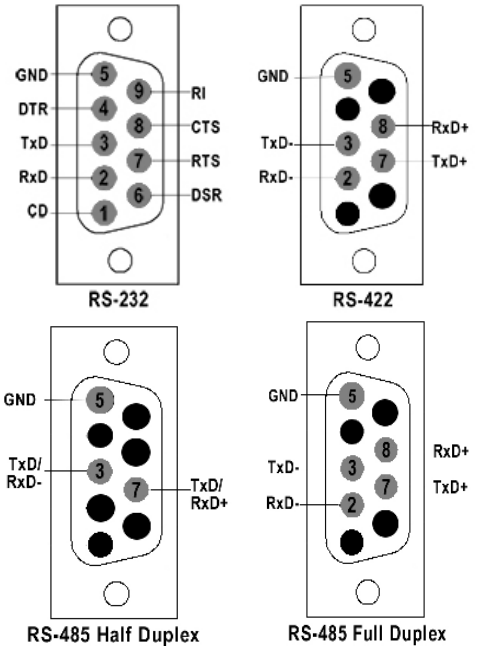 GND
DTR
TxD
RxD
CD
5
4
3
2
1
9
8
7
6
RI
CTS
RTS
DSR
RS-232
GND
TxD-
RxD-
5
3
2
8
7
RxD+
TxD+
RS-422
GND
TxD/
RxD-
5
3
7
TxD/
RxD+
RS-485 Half Duplex
GND
TxD-
RxD-
5
3
2
8
7
RxD+
TxD+
RS-485 Full Duplex